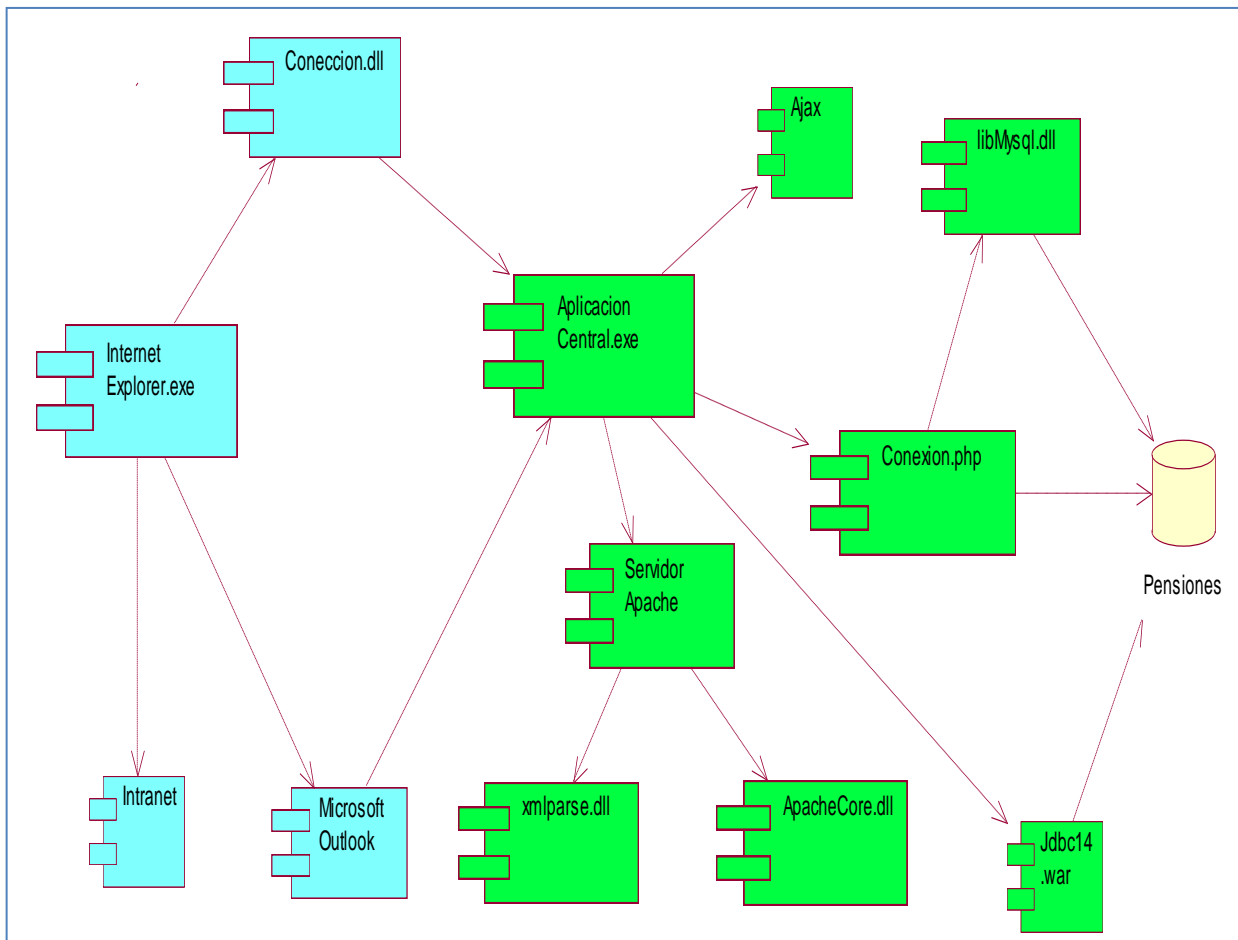 Coneccion.dll
Ajax
libMysql.dll
Internet
Explorer.exe
Aplicacion
Central.exe
Conexion.php
Servidor
Apache
Pensiones
Intranet
Microsoft
Outlook
xmlparse.dll
ApacheCore.dll
Jdbc14
.war